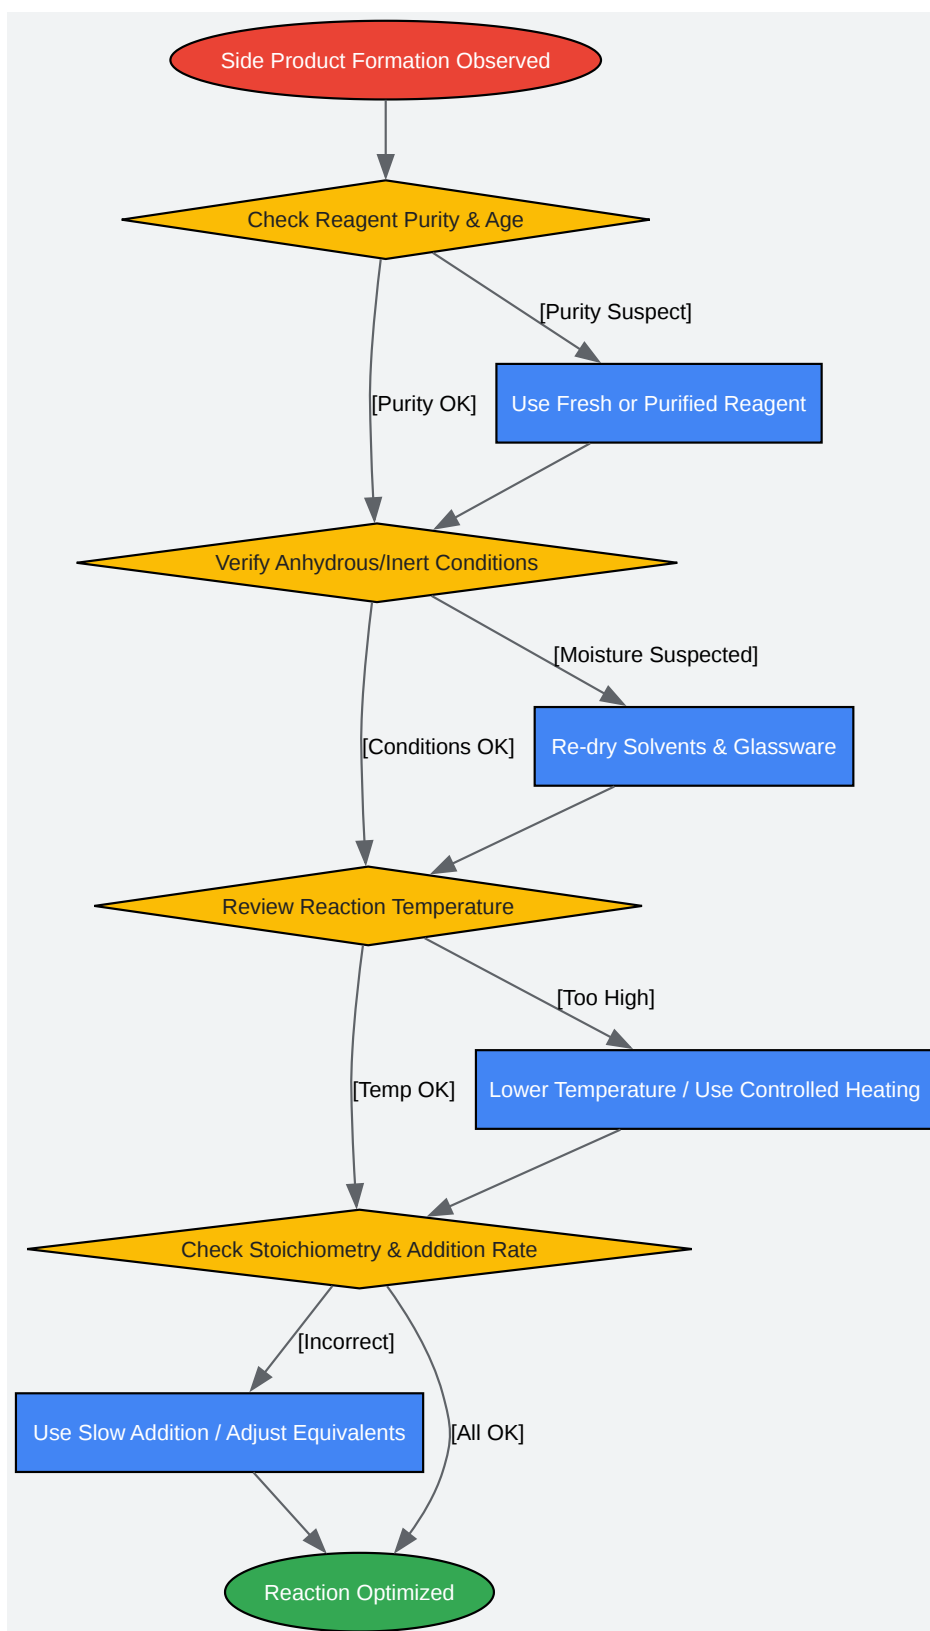 Side Product Formation Observed
Check Reagent Purity & Age
[Purity Suspect]
[Purity OK]
Use Fresh or Purified Reagent
Verify Anhydrous/Inert Conditions
[Moisture Suspected]
[Conditions OK]
Re-dry Solvents & Glassware
Review Reaction Temperature
[Too High]
[Temp OK]
Lower Temperature / Use Controlled Heating
Check Stoichiometry & Addition Rate
[Incorrect]
Use Slow Addition / Adjust Equivalents
[All OK]
Reaction Optimized